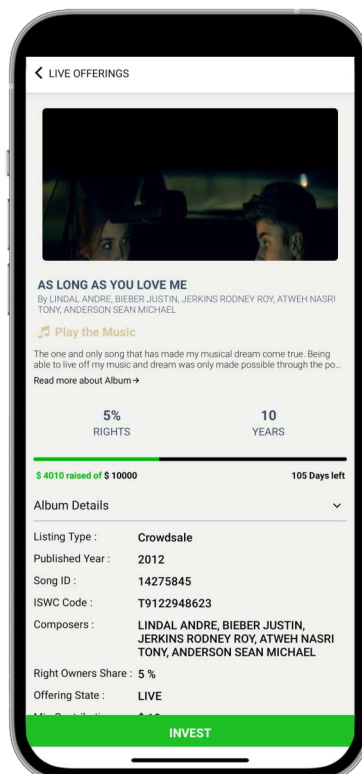 LIVE OFFERINGS
AS LONG AS YOU LOVE ME
By LINDAL ANDRE, BIEBER JUSTIN, JERKINS RODNEY ROY, ATWEH NASRI
TONY, ANDERSON SEAN MICHAEL
Play the Music
The one and only song that has made my musical dream come true. Being
able to live off my music and dream was only made possible through the po...
Read more about Album →
5% 10
RIGHTS YEARS
$ 4010 raised of $ 10000 105 Days left
Album Details
Listing Type : Crowdsale
Published Year : 2012
Song ID : 14275845
ISWC Code : T9122948623
Composers : LINDAL ANDRE, BIEBER JUSTIN,
JERKINS RODNEY ROY, ATWEH NASRI
TONY, ANDERSON SEAN MICHAEL
Right Owners Share : 5 %
Offering State : LIVE
INVEST